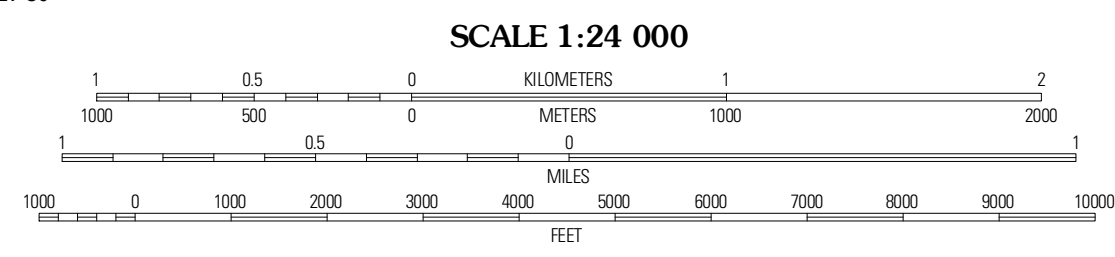 SCALE 1:24 000
1 0.5 0 KILOMETERS 1 2
1000 500 0 METERS 1000 2000
1 0.5 0 1
MILES
1000 0 1000 2000 3000 4000 5000 6000 7000 8000 9000 10000
FEET